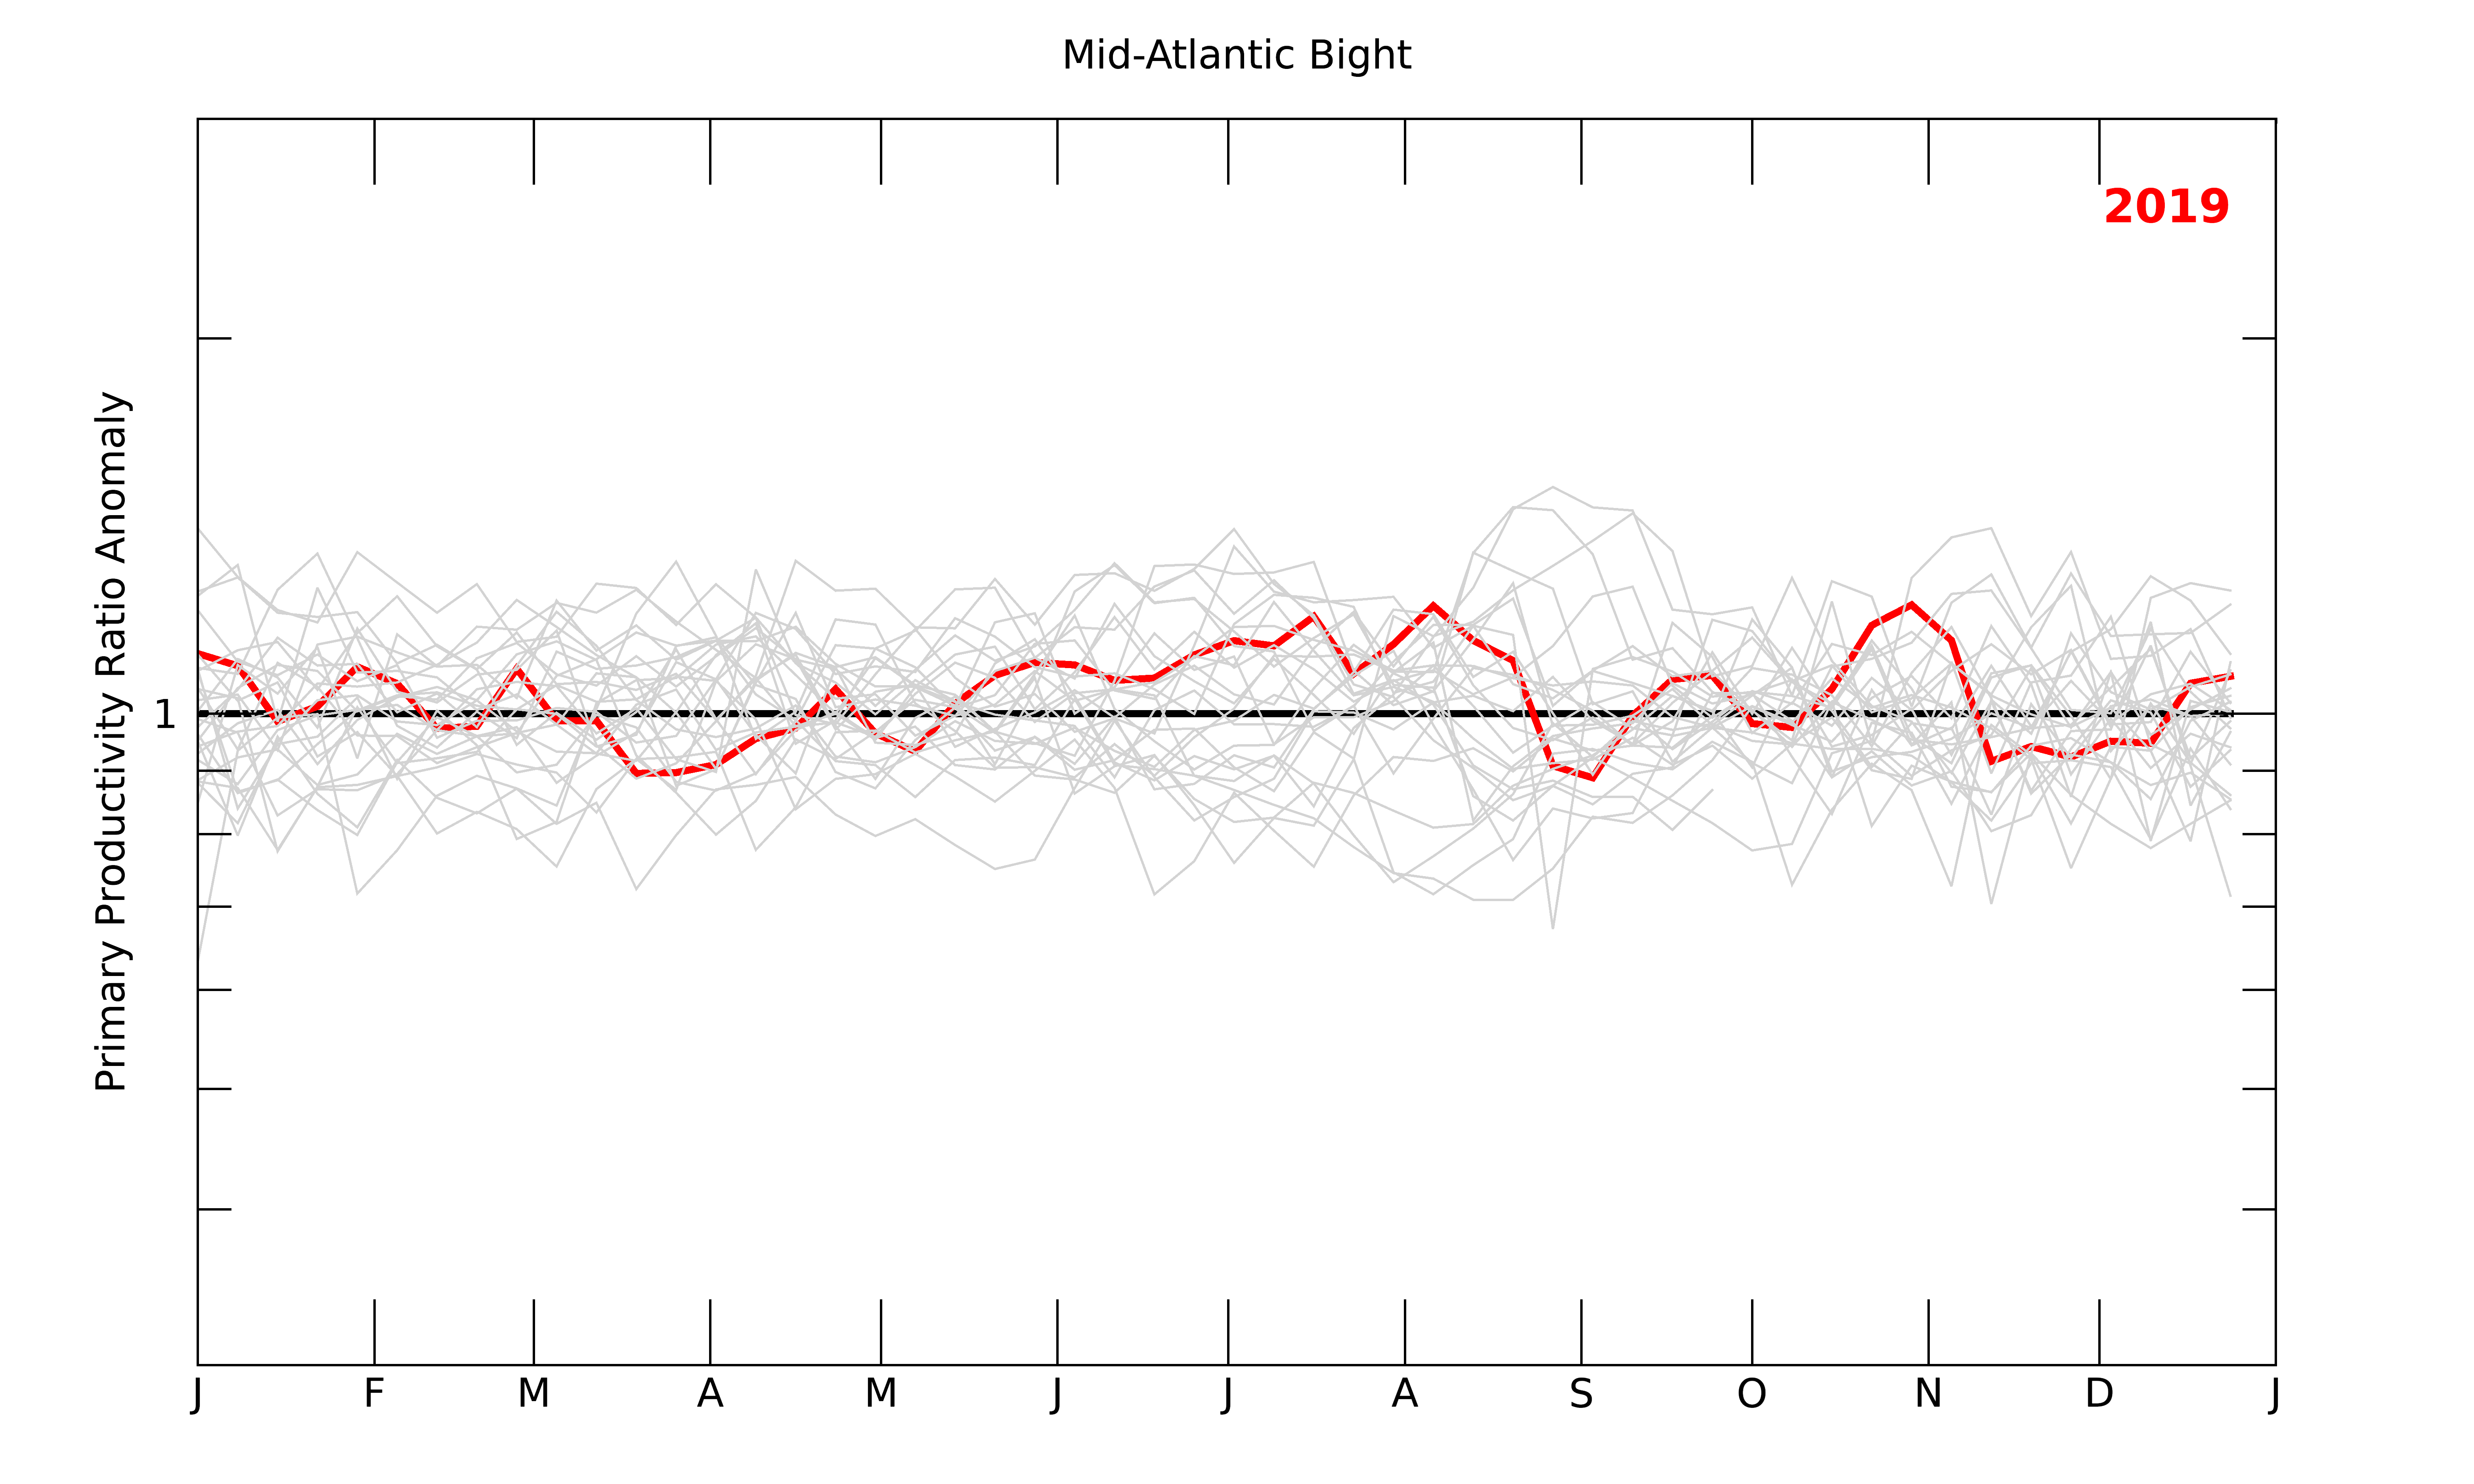 Mid-Atlantic Bight
2019
Primary Productivity Ratio Anomaly
1
J F M A M J J A S O N D J